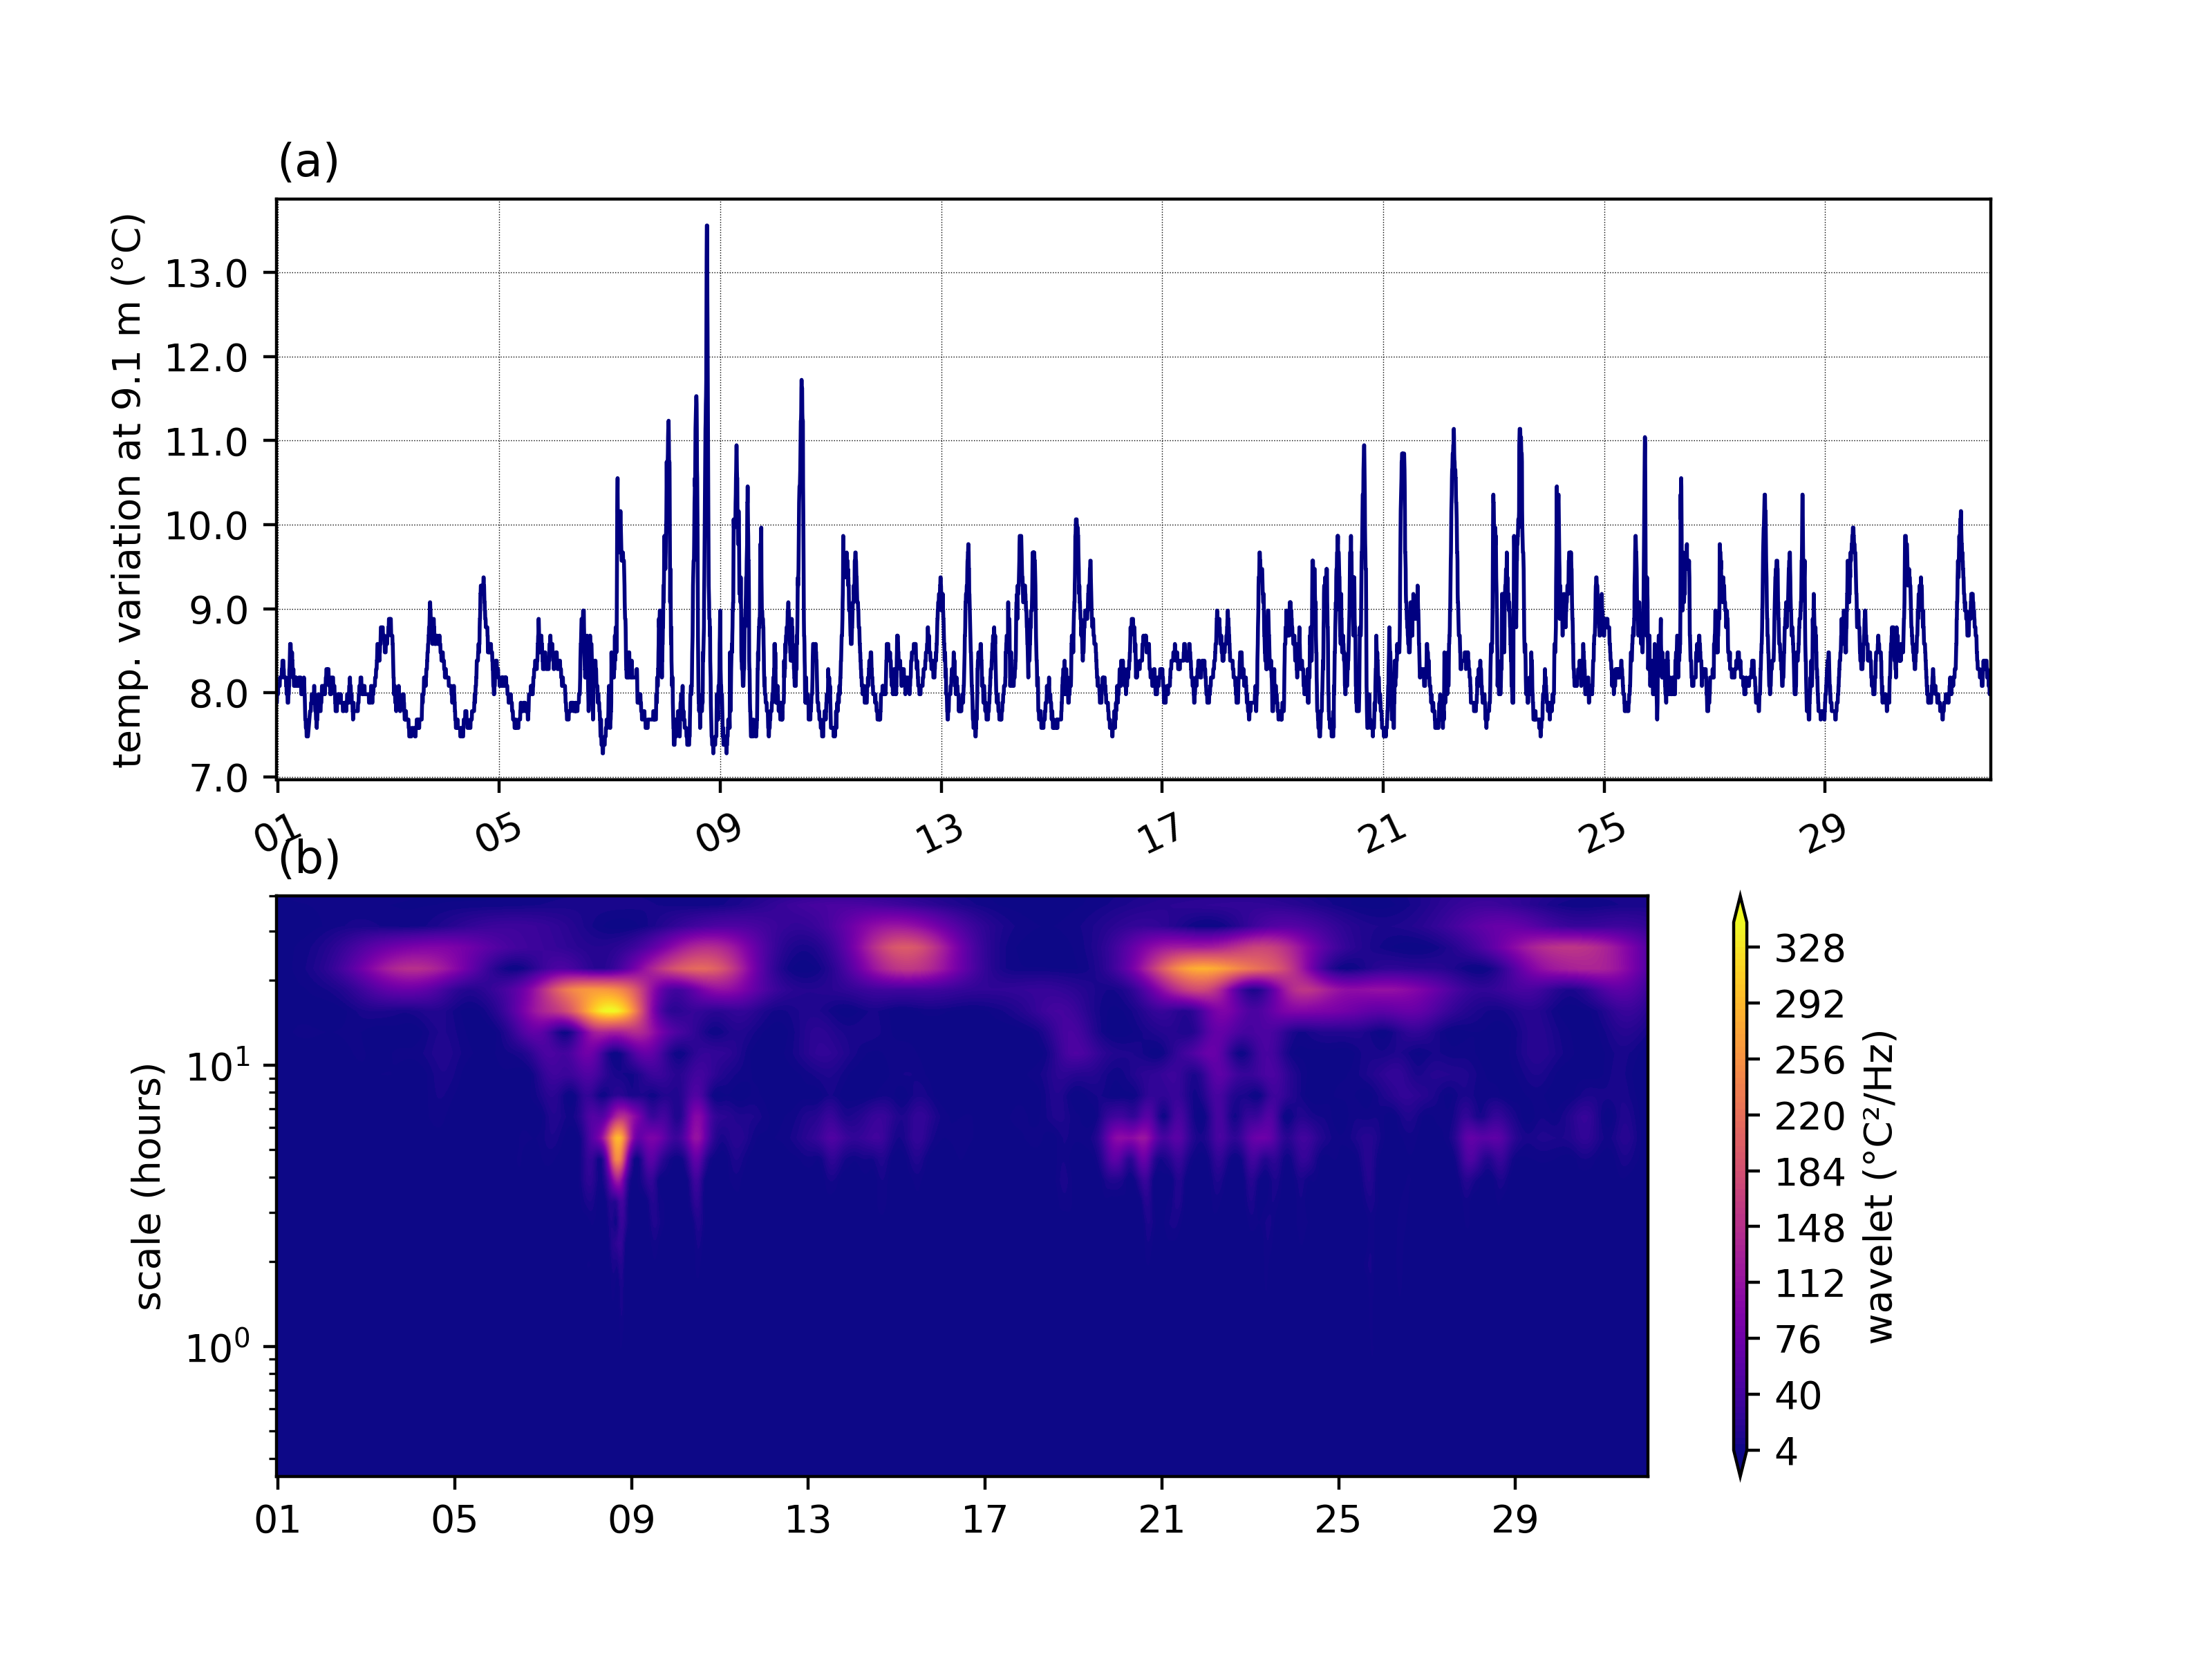 (a)
temp. variation at 9.1 m (°C)
13.0
12.0
11.0
10.0
9.0
8.0
7.0
01 05 09 13 17 21 25 29
(b)
scale (hours)
10¹
10⁰
01 05 09 13 17 21 25 29
328
292
256
220
184
148
112
76
40
4
wavelet (°C²/Hz)